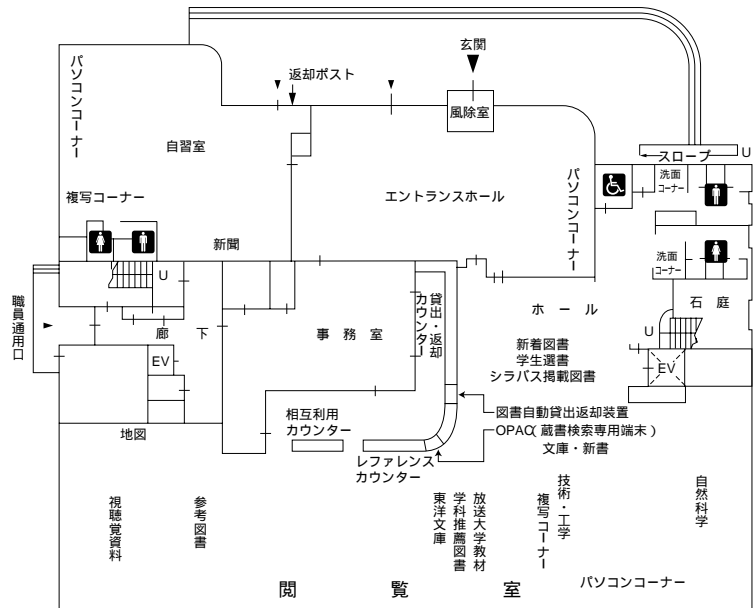 玄関
返却ポスト
風除室
パソコンコーナー
自習室
スロープ
U
洗面
コーナー
エントランスホール
パソコンコーナー
複写コーナー
新聞
洗面
コーナー
U
職員通用口
廊下
事務室
貸出・返却
カウンター
ホール
石庭
U
新着図書
学生選書
シラバス掲載図書
EV
EV
地図
相互利用
カウンター
図書自動貸出返却装置
OPAC(蔵書検索専用端末)
文庫・新書
レファレンス
カウンター
視聴覚資料
参考図書
東洋文庫
学科推薦図書
放送大学教材
複写コーナー
技術・工学
自然科学
パソコンコーナー
閲覧室